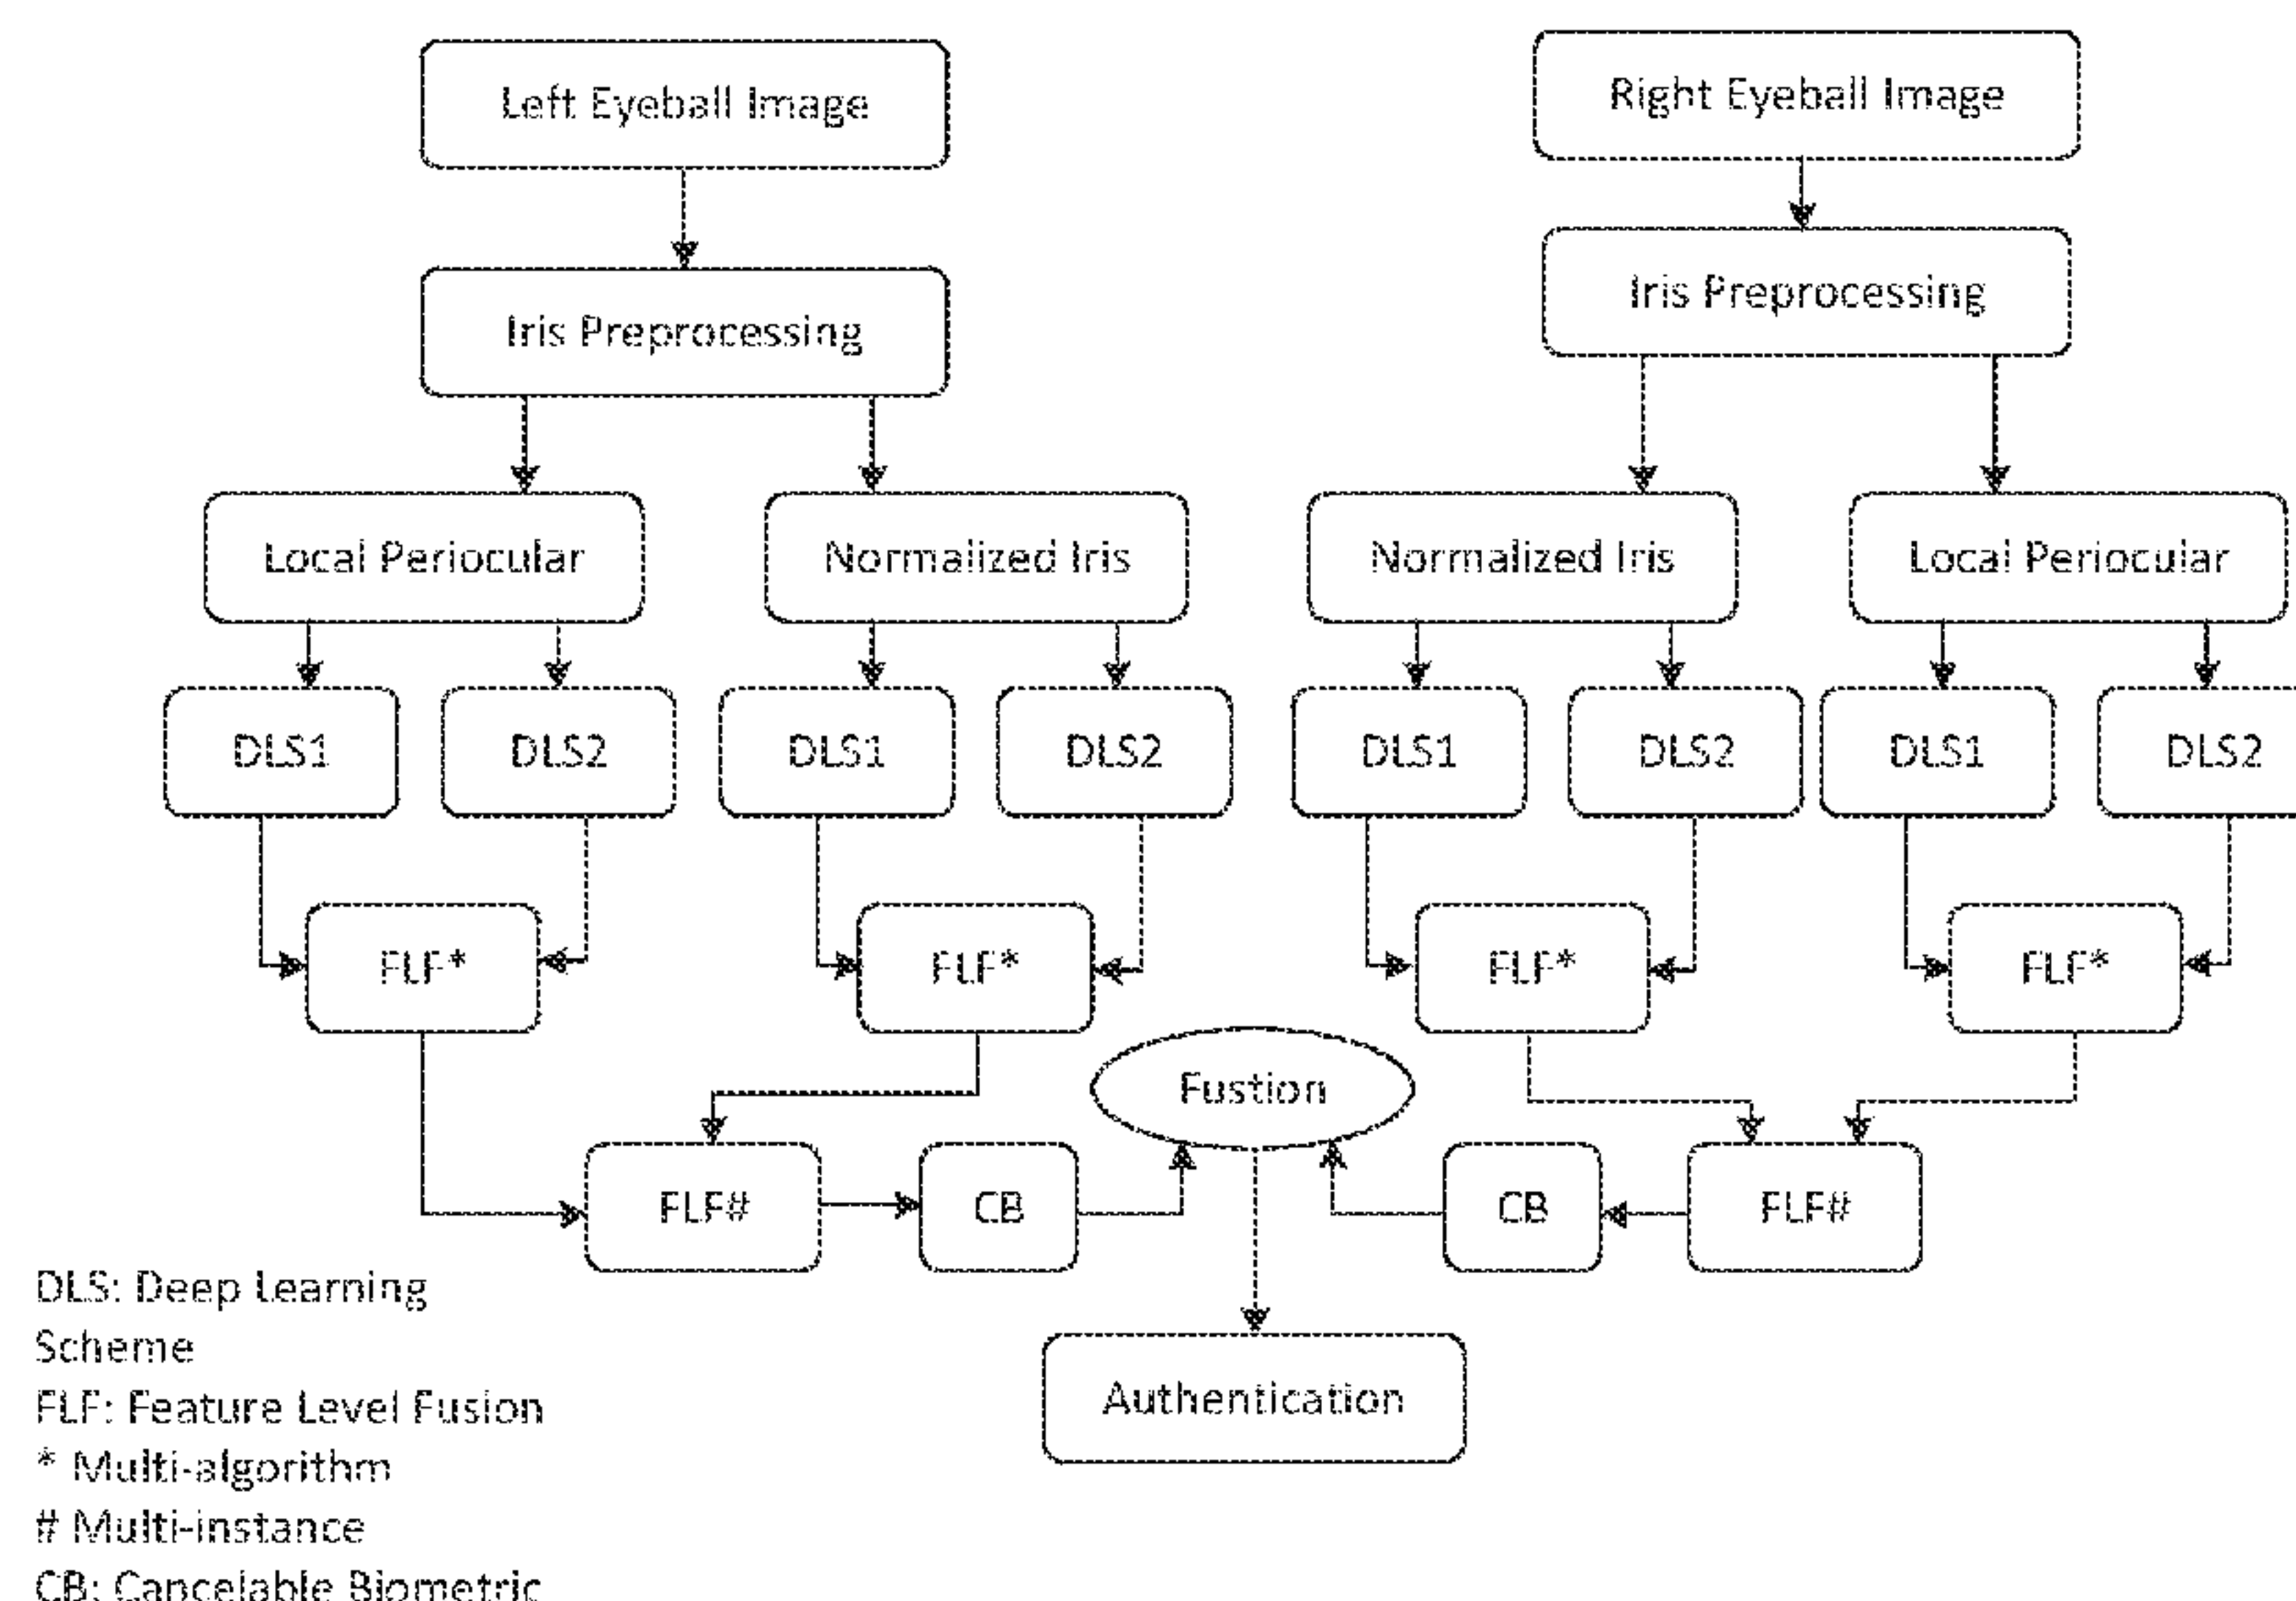 Left Eyeball Image
Right Eyeball Image
Iris Preprocessing
Iris Preprocessing
Local Periocular
Normalized Iris
Normalized Iris
Local Periocular
DLS1
DLS2
DLS1
DLS2
DLS1
DLS2
DLS1
DLS2
FLF*
FLF*
FLF*
FLF*
Fustion
FLF#
CB
CB
FLF#
Authentication
DLS: Deep Learning
Scheme
FLF: Feature Level Fusion
* Multi-algorithm
# Multi-instance
CB: Cancelable Biometric